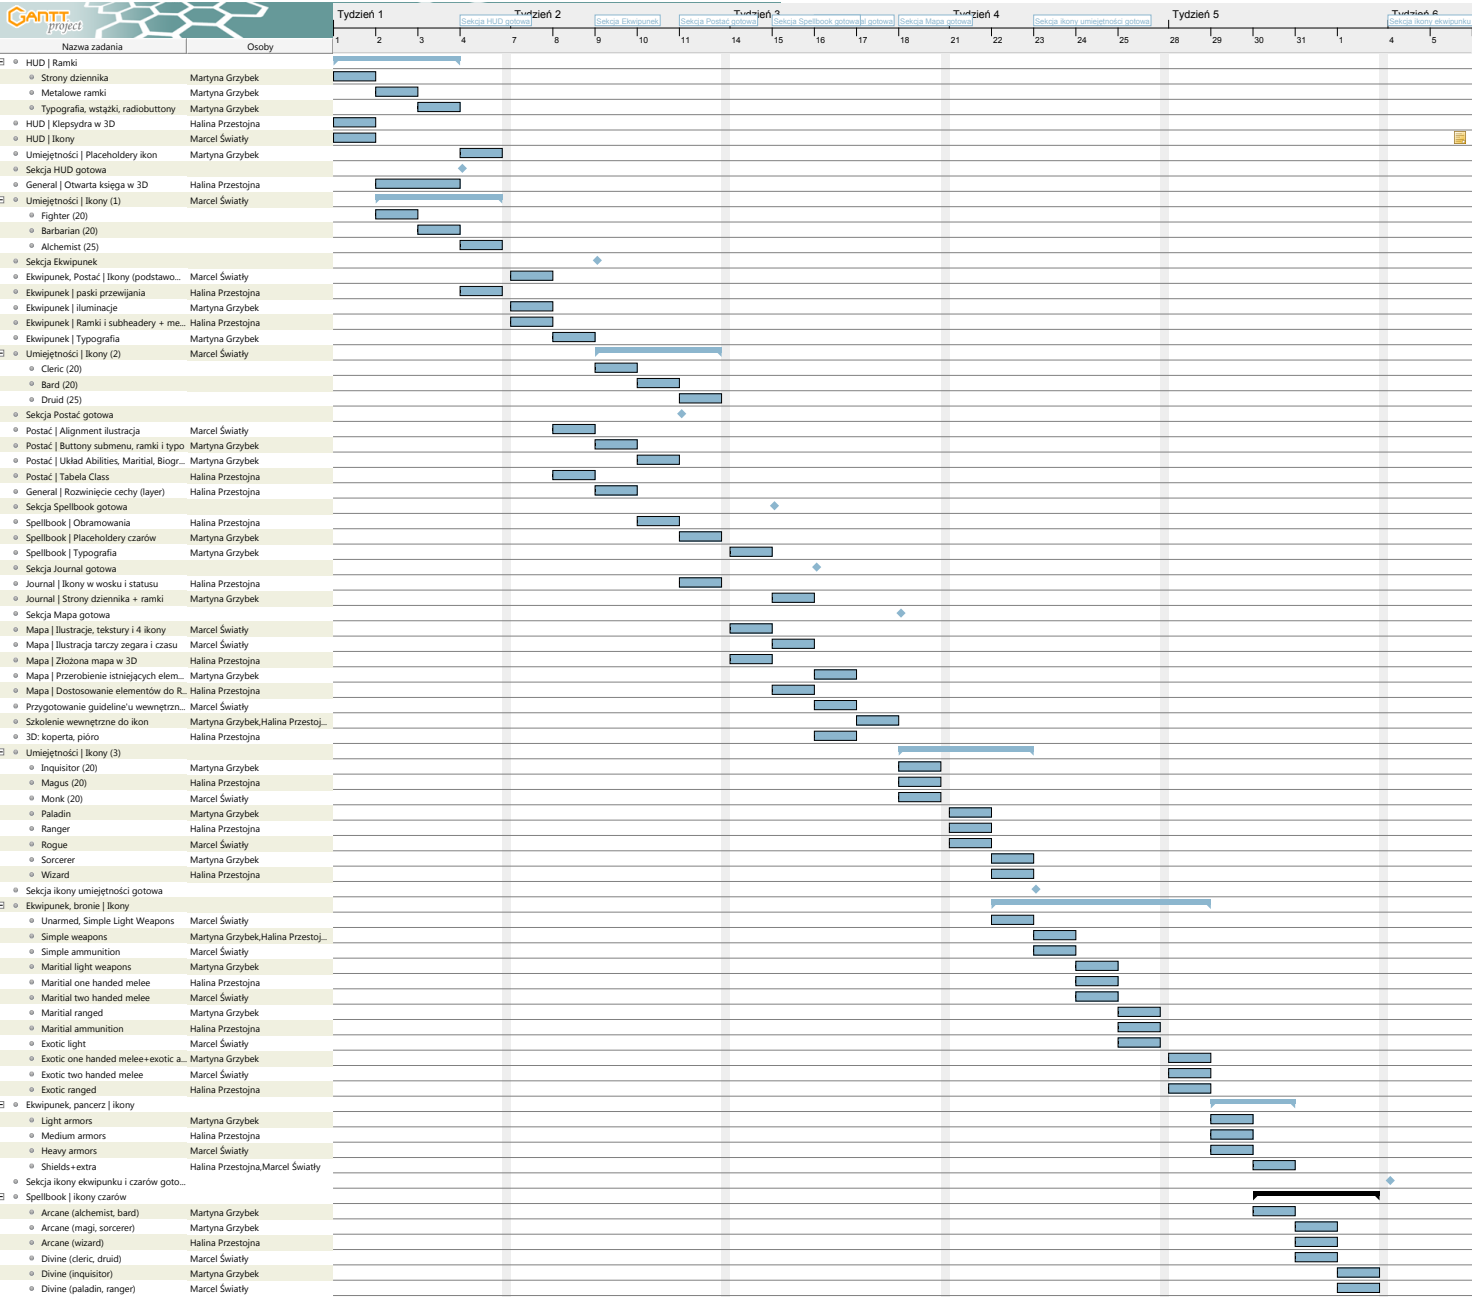 GANTT
project
Tydzień 1
Tydzień 2
Tydzień 3
Tydzień 4
Tydzień 5
Tydzień 6
Sekcja HUD gotowa
Sekcja Ekwipunek
Sekcja Postać gotowa
Sekcja Spellbook gotowa
al gotowa
Sekcja Mapa gotowa
Sekcja ikony umiejętności gotowa
Sekcja ikony ekwipunku
Nazwa zadania Osoby 1 2 3 4 7 8 9 10 11 14 15 16 17 18 21 22 23 24 25 28 29 30 31 1 4 5
HUD | Ramki
Strony dziennika Martyna Grzybek
Metalowe ramki Martyna Grzybek
Typografia, wstążki, radiobuttony Martyna Grzybek
HUD | Klepsydra w 3D Halina Przestojna
HUD | Ikony Marcel Światły
Umiejętności | Placeholdery ikon Martyna Grzybek
Sekcja HUD gotowa
General | Otwarta księga w 3D Halina Przestojna
Umiejętności | Ikony (1) Marcel Światły
Fighter (20)
Barbarian (20)
Alchemist (25)
Sekcja Ekwipunek
Ekwipunek, Postać | Ikony (podstawo... Marcel Światły
Ekwipunek | paski przewijania Halina Przestojna
Ekwipunek | iluminacje Martyna Grzybek
Ekwipunek | Ramki i subheadery + me... Halina Przestojna
Ekwipunek | Typografia Martyna Grzybek
Umiejętności | Ikony (2) Marcel Światły
Cleric (20)
Bard (20)
Druid (25)
Sekcja Postać gotowa
Postać | Alignment ilustracja Marcel Światły
Postać | Buttony submenu, ramki i typo Martyna Grzybek
Postać | Układ Abilities, Maritial, Biogr... Martyna Grzybek
Postać | Tabela Class Halina Przestojna
General | Rozwinięcie cechy (layer) Halina Przestojna
Sekcja Spellbook gotowa
Spellbook | Obramowania Halina Przestojna
Spellbook | Placeholdery czarów Martyna Grzybek
Spellbook | Typografia Martyna Grzybek
Sekcja Journal gotowa
Journal | Ikony w wosku i statusu Halina Przestojna
Journal | Strony dziennika + ramki Martyna Grzybek
Sekcja Mapa gotowa
Mapa | Ilustracje, tekstury i 4 ikony Marcel Światły
Mapa | Ilustracja tarczy zegara i czasu Marcel Światły
Mapa | Złożona mapa w 3D Halina Przestojna
Mapa | Przerobienie istniejących elem... Martyna Grzybek
Mapa | Dostosowanie elementów do R... Halina Przestojna
Przygotowanie guideline'u wewnętrzn... Marcel Światły
Szkolenie wewnętrzne do ikon Martyna Grzybek,Halina Przestoj...
3D: koperta, pióro Halina Przestojna
Umiejętności | Ikony (3)
Inquisitor (20) Martyna Grzybek
Magus (20) Halina Przestojna
Monk (20) Marcel Światły
Paladin Martyna Grzybek
Ranger Halina Przestojna
Rogue Marcel Światły
Sorcerer Martyna Grzybek
Wizard Halina Przestojna
Sekcja ikony umiejętności gotowa
Ekwipunek, bronie | Ikony
Unarmed, Simple Light Weapons Marcel Światły
Simple weapons Martyna Grzybek,Halina Przestoj...
Simple ammunition Marcel Światły
Maritial light weapons Martyna Grzybek
Maritial one handed melee Halina Przestojna
Maritial two handed melee Marcel Światły
Maritial ranged Martyna Grzybek
Maritial ammunition Halina Przestojna
Exotic light Marcel Światły
Exotic one handed melee+exotic a... Martyna Grzybek
Exotic two handed melee Marcel Światły
Exotic ranged Halina Przestojna
Ekwipunek, pancerz | ikony
Light armors Martyna Grzybek
Medium armors Halina Przestojna
Heavy armors Marcel Światły
Shields+extra Halina Przestojna,Marcel Światły
Sekcja ikony ekwipunku i czarów goto...
Spellbook | ikony czarów
Arcane (alchemist, bard) Martyna Grzybek
Arcane (magi, sorcerer) Martyna Grzybek
Arcane (wizard) Halina Przestojna
Divine (cleric, druid) Marcel Światły
Divine (inquisitor) Martyna Grzybek
Divine (paladin, ranger) Marcel Światły